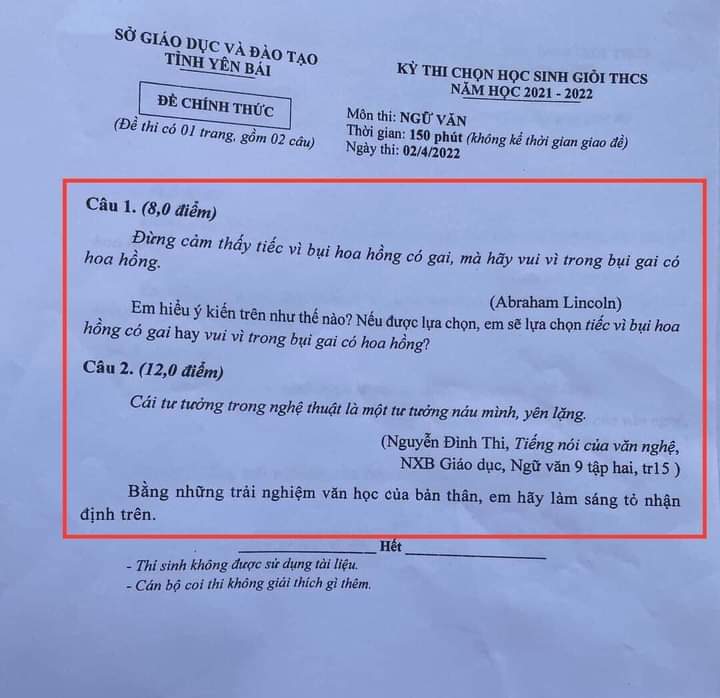 SỞ GIÁO DỤC VÀ ĐÀO TẠO
TỈNH YÊN BÁI
ĐỀ CHÍNH THỨC
(Đề thi có 01 trang, gồm 02 câu)
KỲ THI CHỌN HỌC SINH GIỎI THCS
NĂM HỌC 2021 - 2022
Môn thi: NGỮ VĂN
Thời gian: 150 phút (không kể thời gian giao đề)
Ngày thi: 02/4/2022
Câu 1. (8,0 điểm)
Đừng cảm thấy tiếc vì bụi hoa hồng có gai, mà hãy vui vì trong bụi gai có
hoa hồng.
(Abraham Lincoln)
Em hiểu ý kiến trên như thế nào? Nếu được lựa chọn, em sẽ lựa chọn tiếc vì bụi hoa
hồng có gai hay vui vì trong bụi gai có hoa hồng?
Câu 2. (12,0 điểm)
Cái tư tưởng trong nghệ thuật là một tư tưởng náu mình, yên lặng.
(Nguyễn Đình Thi, Tiếng nói của văn nghệ,
NXB Giáo dục, Ngữ văn 9 tập hai, tr15 )
Bằng những trải nghiệm văn học của bản thân, em hãy làm sáng tỏ nhận
định trên.
Hết
- Thí sinh không được sử dụng tài liệu.
- Cán bộ coi thi không giải thích gì thêm.